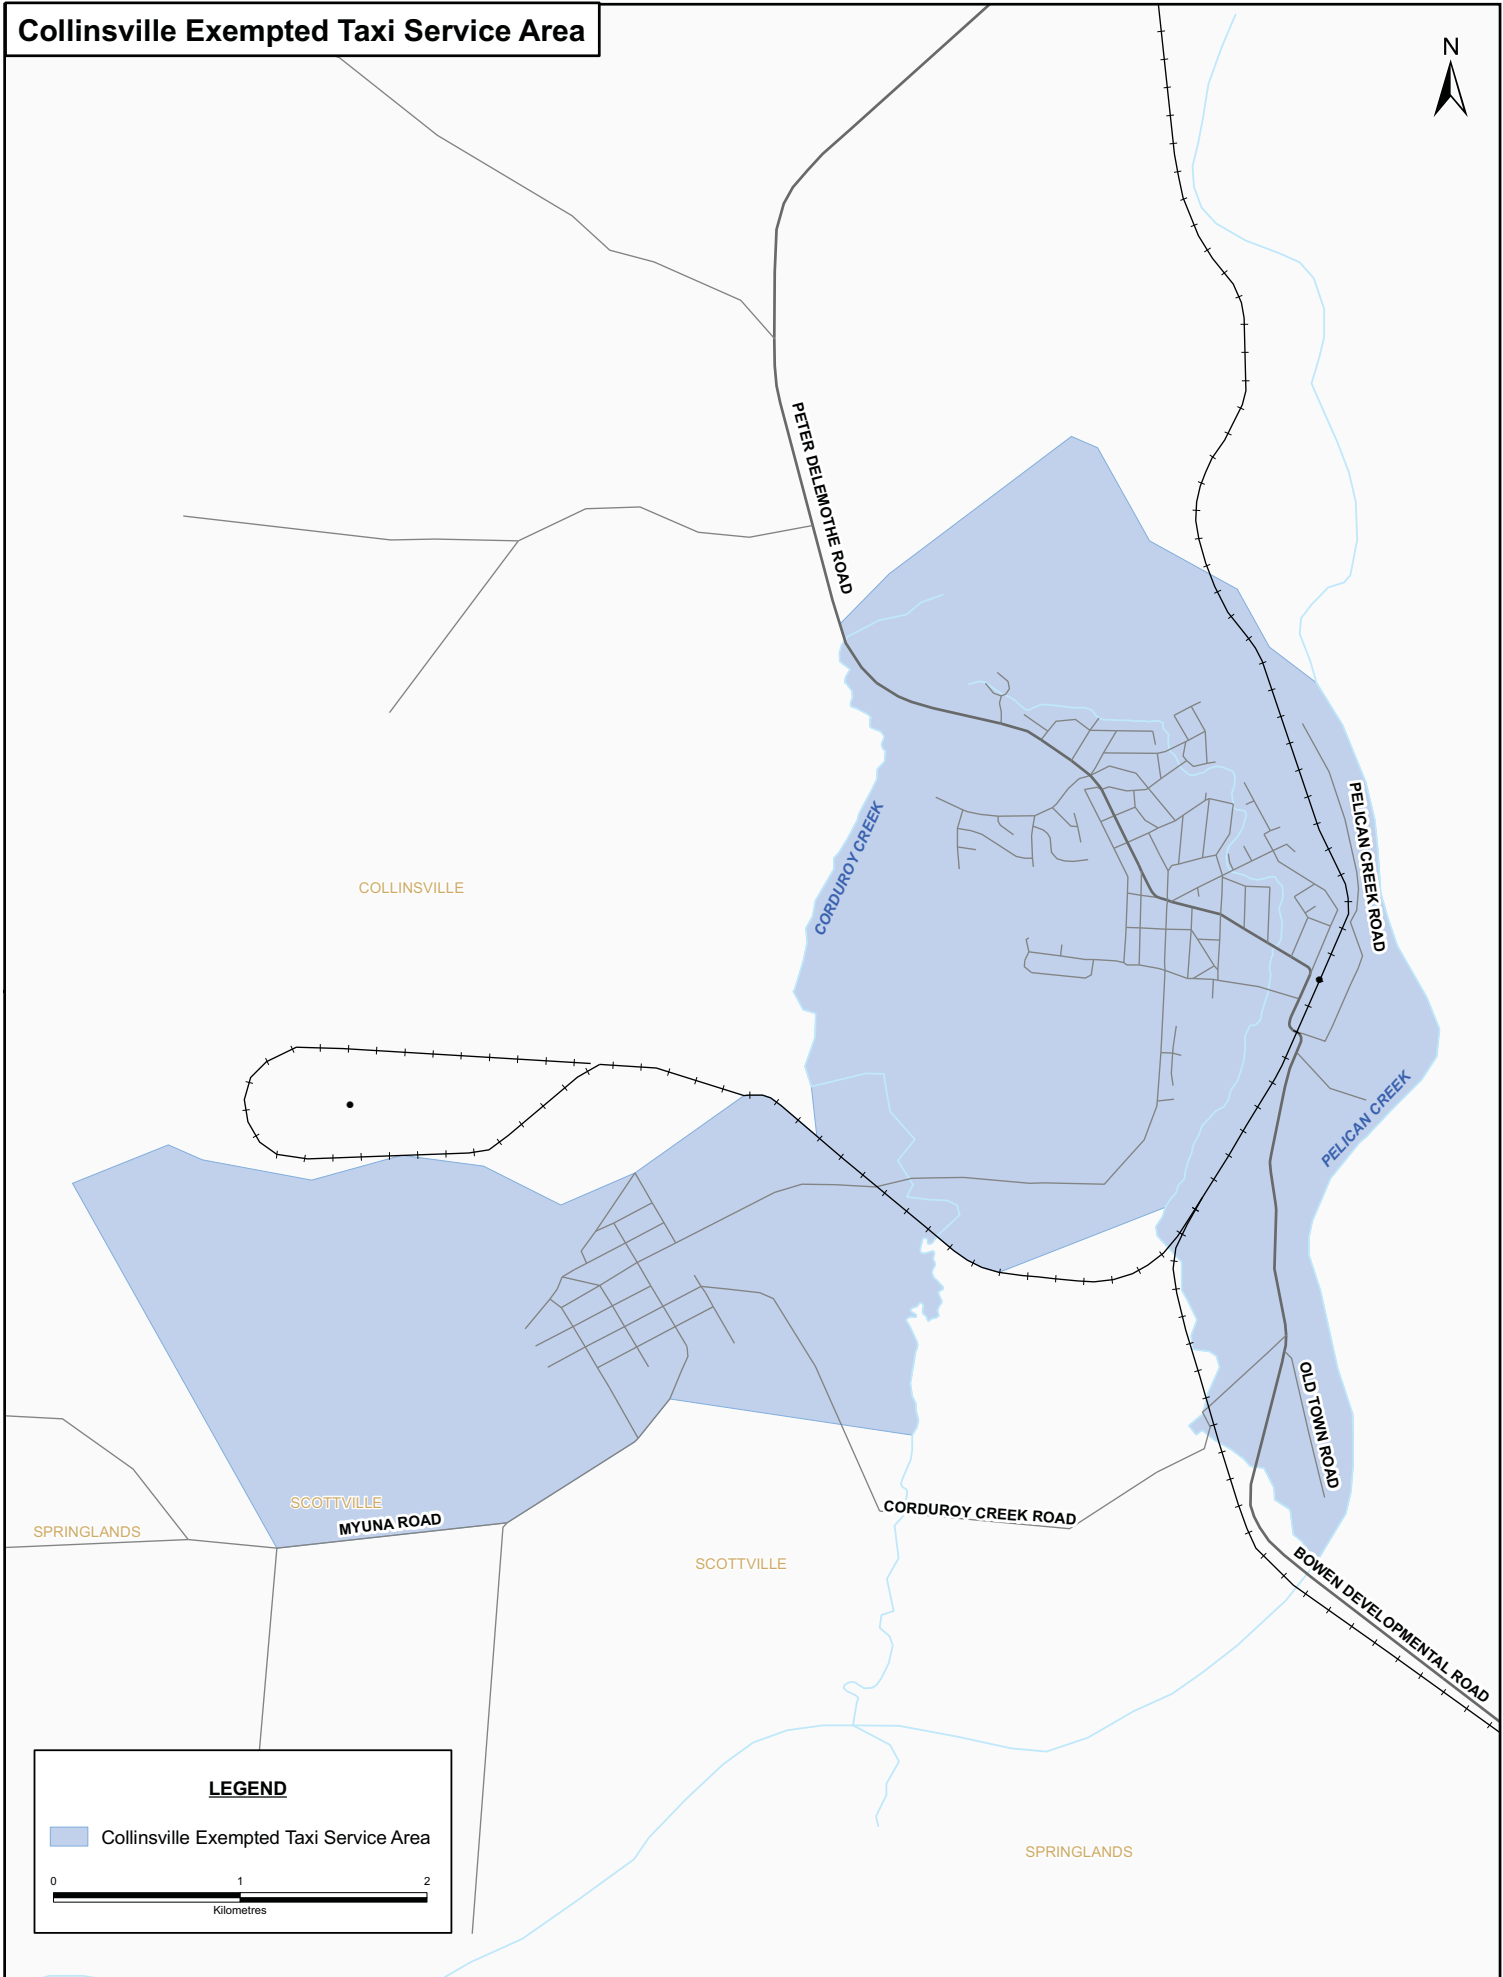 Collinsville Exempted Taxi Service Area
N
PETER DELEMOTHE ROAD
PELICAN CREEK ROAD
CORDUROY CREEK
COLLINSVILLE
PELICAN CREEK
OLD TOWN ROAD
SCOTTVILLE
MYUNA ROAD
SPRINGLANDS
CORDUROY CREEK ROAD
SCOTTVILLE
BOWEN DEVELOPMENTAL ROAD
SPRINGLANDS
LEGEND
Collinsville Exempted Taxi Service Area
0 1 2
Kilometres